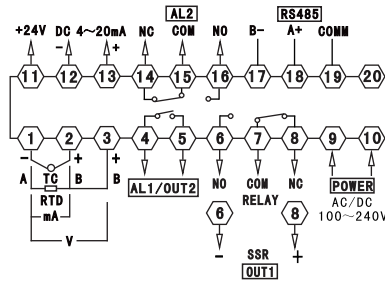 AL2 RS485
+24V DC 4～20mA NC COM NO B- A+ COMM
- +
11 12 13 14 15 16 17 18 19 20
1 2 3 4 5 6 7 8 9 10
- + +
A TC B B
RTD
mA
V
AL1/OUT2
NO COM NC
RELAY
POWER
AC/DC
100～240V
6 8
- SSR +
OUT1